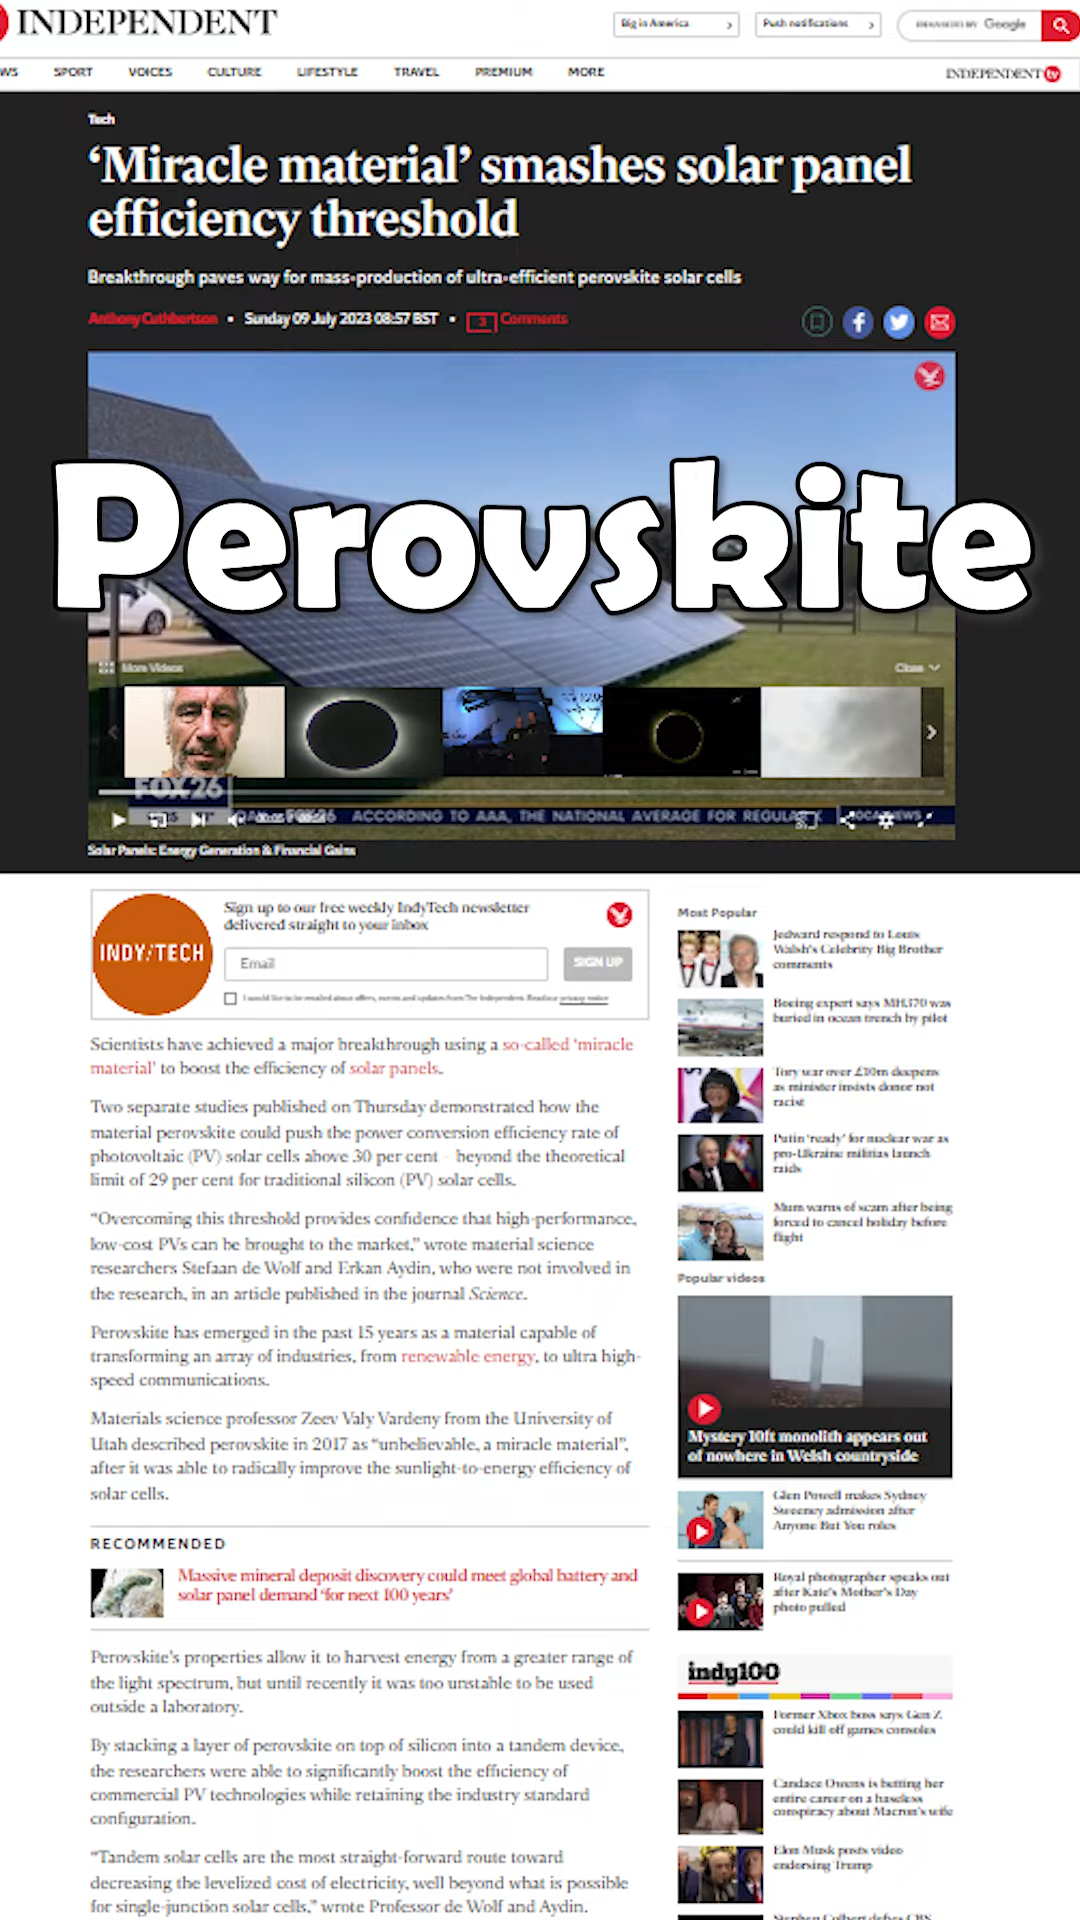 INDEPENDENT
Big in America
Push notifications
ENHANCED BY Google
WS SPORT VOICES CULTURE LIFESTYLE TRAVEL PREMIUM MORE
INDEPENDENT tv
Tech
‘Miracle material’ smashes solar panel
efficiency threshold
Breakthrough paves way for mass-production of ultra-efficient perovskite solar cells
Anthony Cuthbertson • Sunday 09 July 2023 08:57 BST • 3 Comments
Perovskite
More Videos
Close
FOX26
ACCORDING TO AAA, THE NATIONAL AVERAGE FOR REGULAR
Solar Panels: Energy Generation & Financial Gains
INDY/TECH
Sign up to our free weekly IndyTech newsletter
delivered straight to your inbox
Email
SIGN UP
I would like to be emailed about offers, events and updates from The Independent. Read our privacy notice
Scientists have achieved a major breakthrough using a so-called ‘miracle
material’ to boost the efficiency of solar panels.
Two separate studies published on Thursday demonstrated how the
material perovskite could push the power conversion efficiency rate of
photovoltaic (PV) solar cells above 30 per cent – beyond the theoretical
limit of 29 per cent for traditional silicon (PV) solar cells.
“Overcoming this threshold provides confidence that high-performance,
low-cost PVs can be brought to the market,” wrote material science
researchers Stefaan de Wolf and Erkan Aydin, who were not involved in
the research, in an article published in the journal Science.
Perovskite has emerged in the past 15 years as a material capable of
transforming an array of industries, from renewable energy, to ultra high-
speed communications.
Materials science professor Zeev Valy Vardeny from the University of
Utah described perovskite in 2017 as “unbelievable, a miracle material”,
after it was able to radically improve the sunlight-to-energy efficiency of
solar cells.
RECOMMENDED
Massive mineral deposit discovery could meet global battery and
solar panel demand ‘for next 100 years’
Perovskite’s properties allow it to harvest energy from a greater range of
the light spectrum, but until recently it was too unstable to be used
outside a laboratory.
By stacking a layer of perovskite on top of silicon into a tandem device,
the researchers were able to significantly boost the efficiency of
commercial PV technologies while retaining the industry standard
configuration.
“Tandem solar cells are the most straight-forward route toward
decreasing the levelized cost of electricity, well beyond what is possible
for single-junction solar cells,” wrote Professor de Wolf and Aydin.
Most Popular
Jedward respond to Louis
Walsh’s Celebrity Big Brother
comments
Boeing expert says MH370 was
buried in ocean trench by pilot
Tory war over £10m deepens
as minister insists donor not
racist
Putin ‘ready’ for nuclear war as
pro-Ukraine militias launch
raids
Mum warns of scam after being
forced to cancel holiday before
flight
Popular videos
Mystery 10ft monolith appears out
of nowhere in Welsh countryside
Glen Powell makes Sydney
Sweeney admission after
Anyone But You roles
Royal photographer speaks out
after Kate’s Mother’s Day
photo pulled
indy100
Former Xbox boss says Gen Z
could kill off games consoles
Candace Owens is betting her
entire career on a baseless
conspiracy about Macron’s wife
Elon Musk posts video
endorsing Trump
Stephen Colbert defies CBS